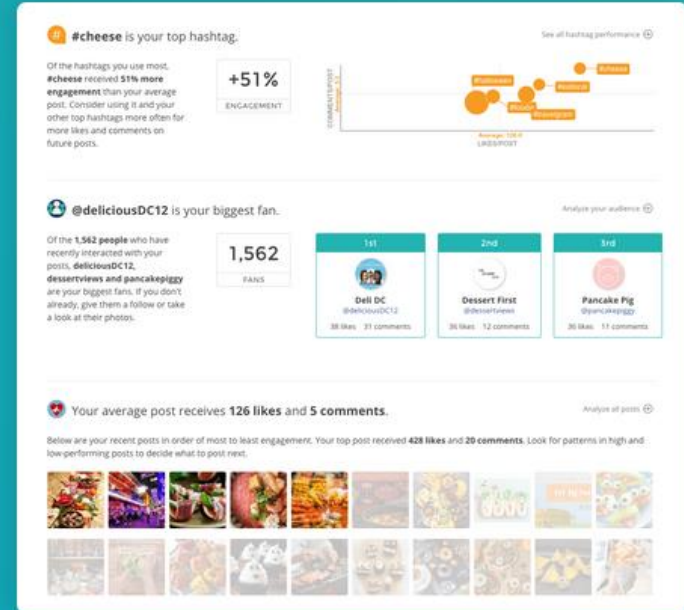 #cheese is your top hashtag.
See all hashtag performance
Of the hashtags you use most,
#cheese received 51% more
engagement than your average
post. Consider using it and your
other top hashtags more often for
more likes and comments on
future posts.
+51%
ENGAGEMENT
COMMENTS/POST
#cheese
LIKES/POST
@deliciousDC12 is your biggest fan.
Analyze your audience
Of the 1,562 people who have
recently interacted with your
posts, deliciousDC12,
dessertviews and pancakepiggy
are your biggest fans. If you don't
already, give them a follow or take
a look at their photos.
1,562
FANS
1st
Deli DC
@deliciousDC12
38 likes 31 comments
2nd
Dessert First
@dessertviews
36 likes 12 comments
3rd
Pancake Pig
@pancakepiggy
36 likes 11 comments
Your average post receives 126 likes and 5 comments.
Analyze all posts
Below are your recent posts in order of most to least engagement. Your top post received 428 likes and 20 comments. Look for patterns in high and
low-performing posts to decide what to post next.